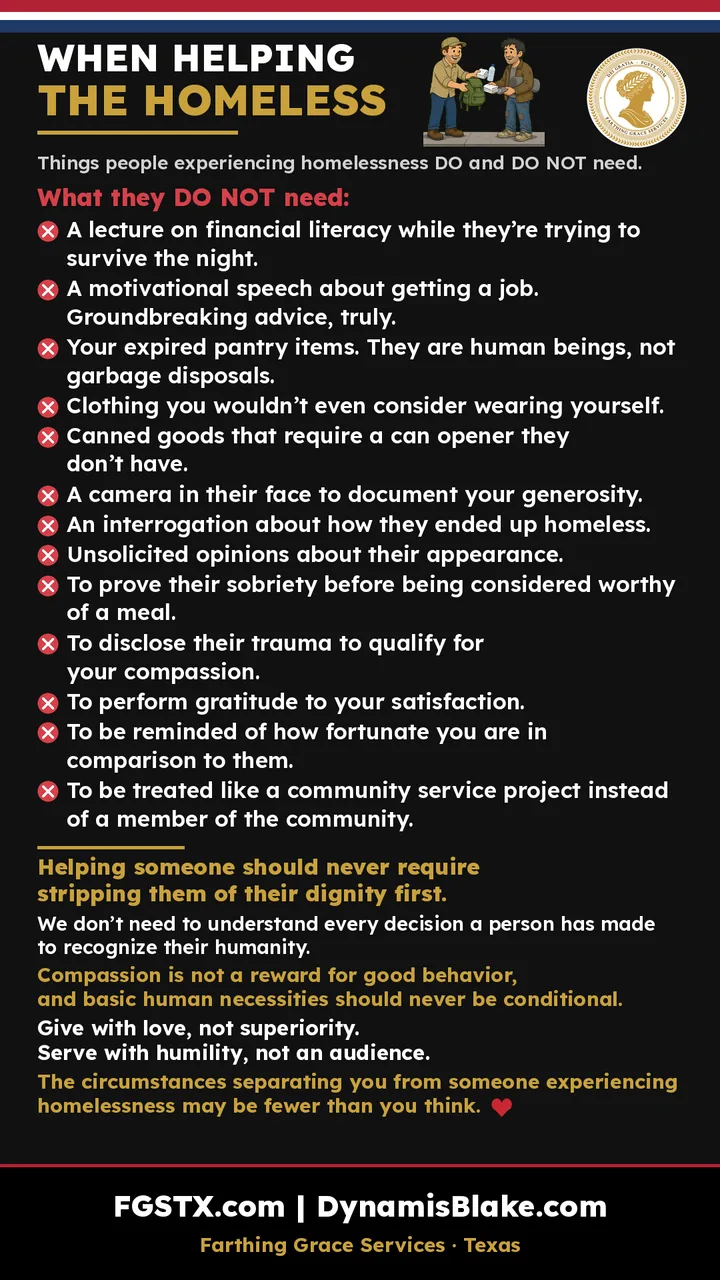 WHEN HELPING
THE HOMELESS
DEI GRATIA · FGSTX.COM
FARTHING GRACE SERVICES
Things people experiencing homelessness DO and DO NOT need.
What they DO NOT need:
A lecture on financial literacy while they’re trying to
survive the night.
A motivational speech about getting a job.
Groundbreaking advice, truly.
Your expired pantry items. They are human beings, not
garbage disposals.
Clothing you wouldn’t even consider wearing yourself.
Canned goods that require a can opener they
don’t have.
A camera in their face to document your generosity.
An interrogation about how they ended up homeless.
Unsolicited opinions about their appearance.
To prove their sobriety before being considered worthy
of a meal.
To disclose their trauma to qualify for
your compassion.
To perform gratitude to your satisfaction.
To be reminded of how fortunate you are in
comparison to them.
To be treated like a community service project instead
of a member of the community.
Helping someone should never require
stripping them of their dignity first.
We don’t need to understand every decision a person has made
to recognize their humanity.
Compassion is not a reward for good behavior,
and basic human necessities should never be conditional.
Give with love, not superiority.
Serve with humility, not an audience.
The circumstances separating you from someone experiencing
homelessness may be fewer than you think.
FGSTX.com | DynamisBlake.com
Farthing Grace Services · Texas